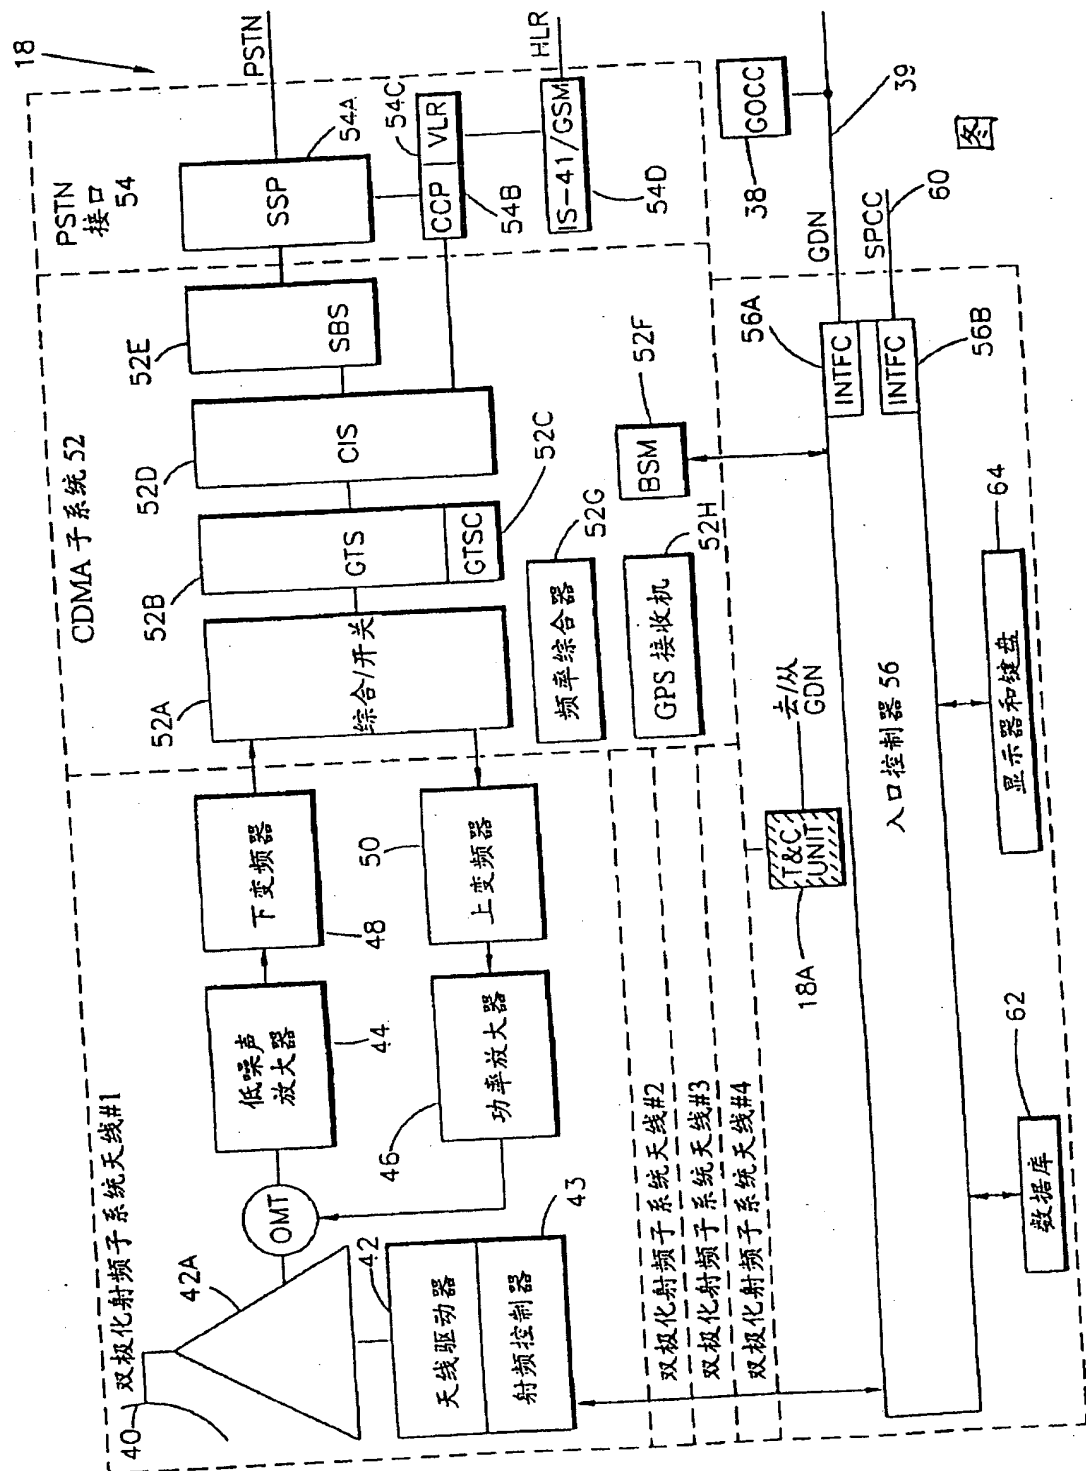 18
PSTN
接口
54
PSTN
HLR
SSP
54A
54C
CCP
VLR
54B
IS-41/GSM
54D
GOCC
38
39
图
CDMA 子系统 52
52E
SBS
52D
CIS
52B
GTS
GTSC
52C
52A
综合/开关
频率综合器
52G
GPS 接收机
52H
BSM
52F
GDN
SPCC
60
56A
INTFC
INTFC
56B
双极化射频子系统天线#1
40
42A
OMT
低噪声
放大器
44
下变频器
48
50
上变频器
46
功率放大器
天线驱动器
42
射频控制器
43
双极化射频子系统天线#2
双极化射频子系统天线#3
双极化射频子系统天线#4
T&C
UNIT
18A
去/从
GDN
入口控制器 56
显示器和键盘
64
数据库
62